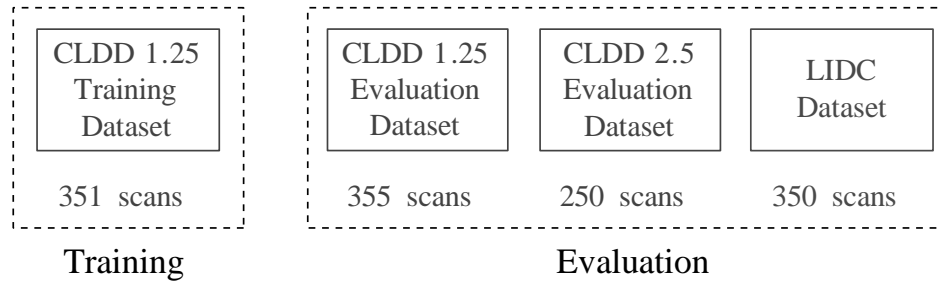 CLDD 1.25
Training
Dataset
351 scans
Training
CLDD 1.25
Evaluation
Dataset
355 scans
CLDD 2.5
Evaluation
Dataset
250 scans
LIDC
Dataset
350 scans
Evaluation